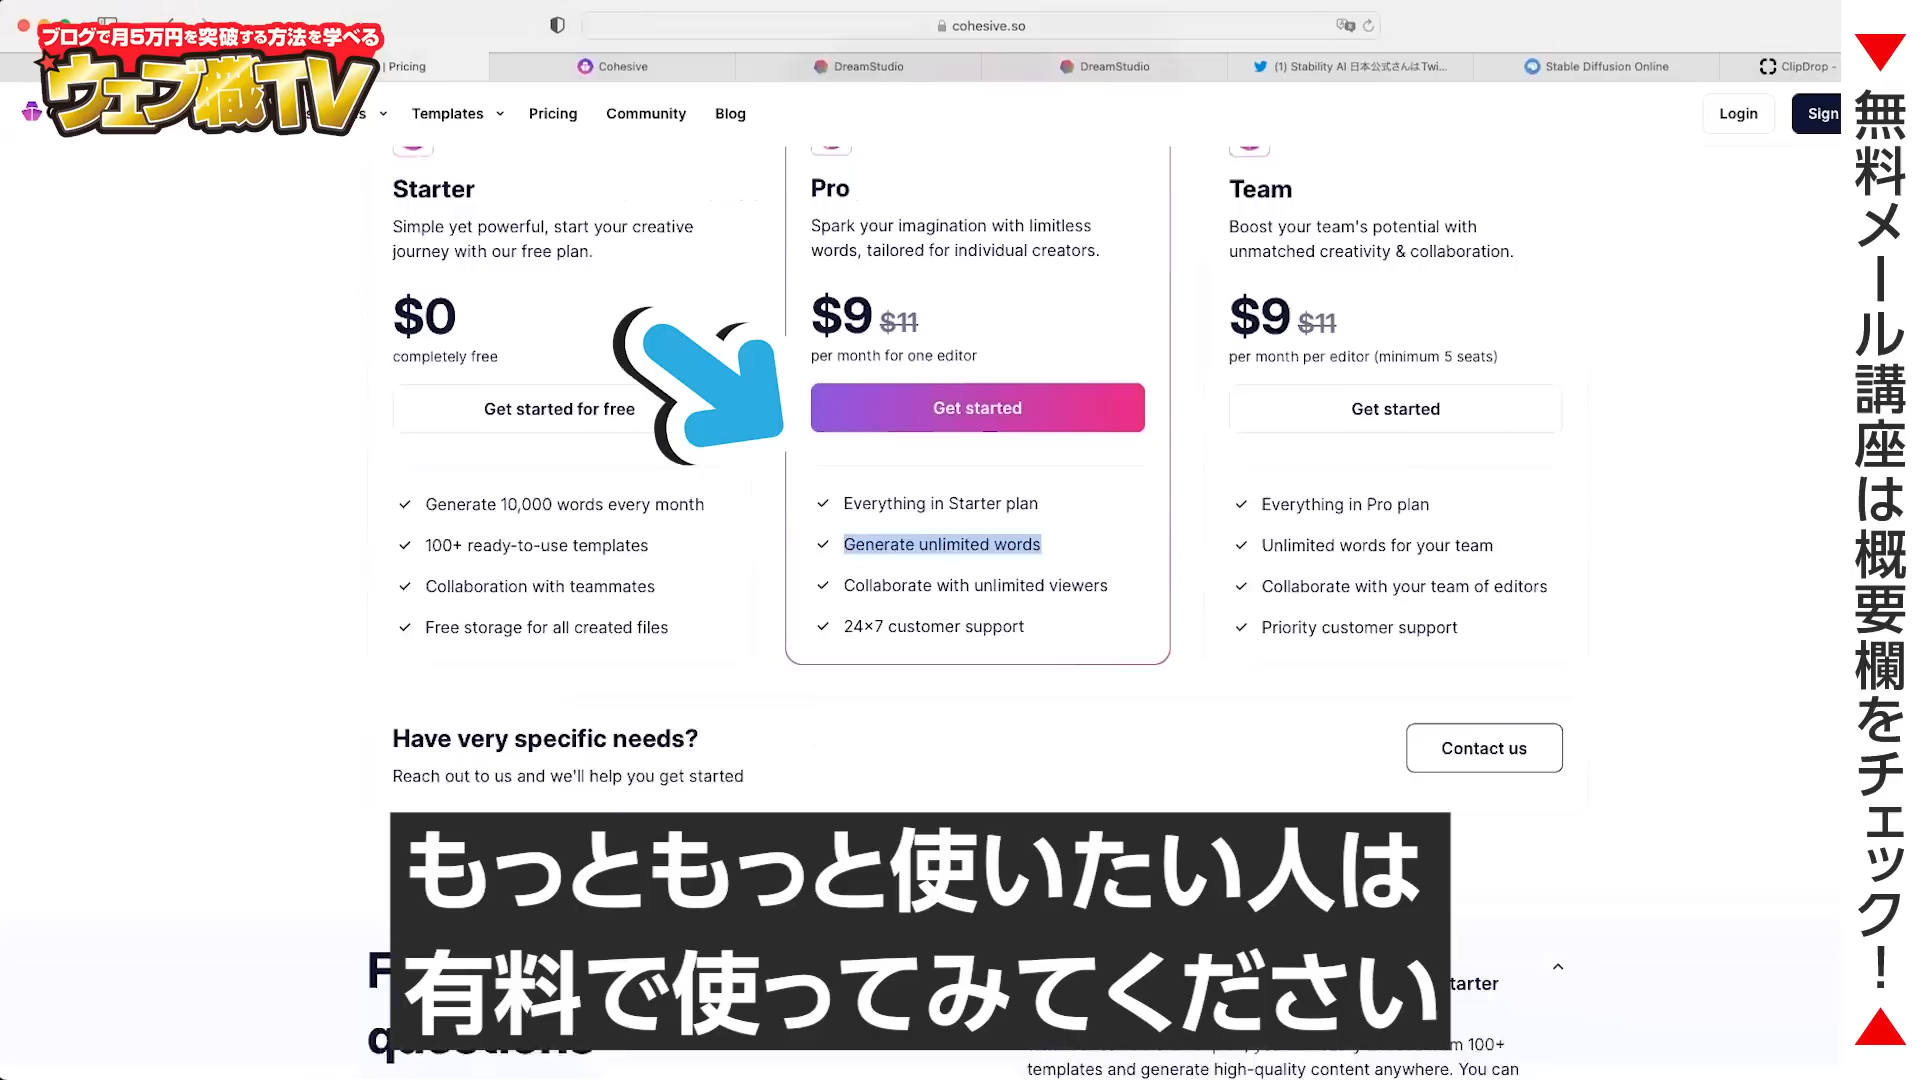 ブログで月5万円を突破する方法を学べる
ウェブ職TV
cohesive.so
| Pricing
Cohesive
DreamStudio
DreamStudio
(1) Stability AI 日本公式さんはTwi...
Stable Diffusion Online
ClipDrop -
Templates
Pricing
Community
Blog
Login
Sign
Starter
Simple yet powerful, start your creative
journey with our free plan.
$0
completely free
Get started for free
Generate 10,000 words every month
100+ ready-to-use templates
Collaboration with teammates
Free storage for all created files
Pro
Spark your imagination with limitless
words, tailored for individual creators.
$9 $11
per month for one editor
Get started
Everything in Starter plan
Generate unlimited words
Collaborate with unlimited viewers
24×7 customer support
Team
Boost your team's potential with
unmatched creativity & collaboration.
$9 $11
per month per editor (minimum 5 seats)
Get started
Everything in Pro plan
Unlimited words for your team
Collaborate with your team of editors
Priority customer support
Have very specific needs?
Reach out to us and we'll help you get started
Contact us
もっともっと使いたい人は
有料で使ってみてください
100+
templates and generate high-quality content anywhere. You can
無料メール講座は概要欄をチェック！